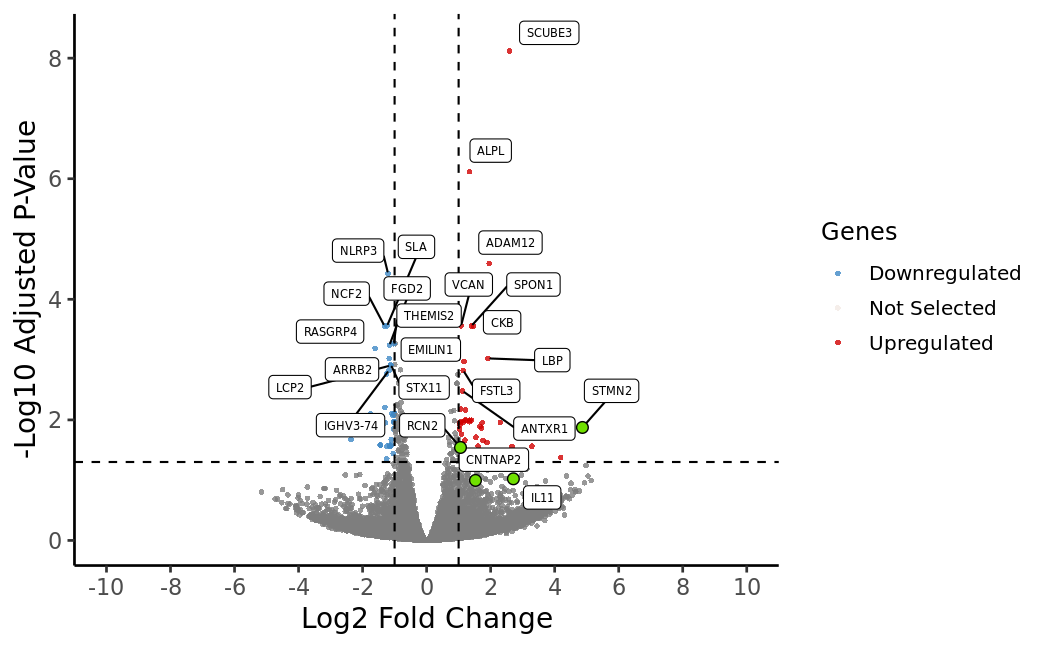 SCUBE3
8
ALPL
6
ADAM12
SLA
NLRP3
VCAN
SPON1
FGD2
NCF2
4
THEMIS2
CKB
RASGRP4
EMILIN1
LBP
ARRB2
LCP2
STX11
FSTL3
STMN2
IGHV3-74
RCN2
ANTXR1
2
CNTNAP2
IL11
0
-10 -8 -6 -4 -2 0 2 4 6 8 10
Log2 Fold Change
-Log10 Adjusted P-Value
Genes
Downregulated
Not Selected
Upregulated